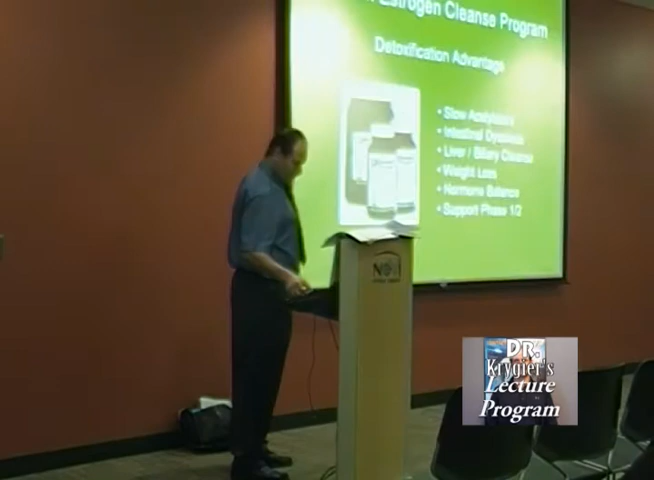 Estrogen Cleanse Program
Detoxification Advantage
• Slow Acetylators
• Intestinal Dysbiosis
• Liver / Biliary Cleanse
• Weight Loss
• Hormone Balance
• Support Phase 1/2
DR.
Krygier's
Lecture
Program